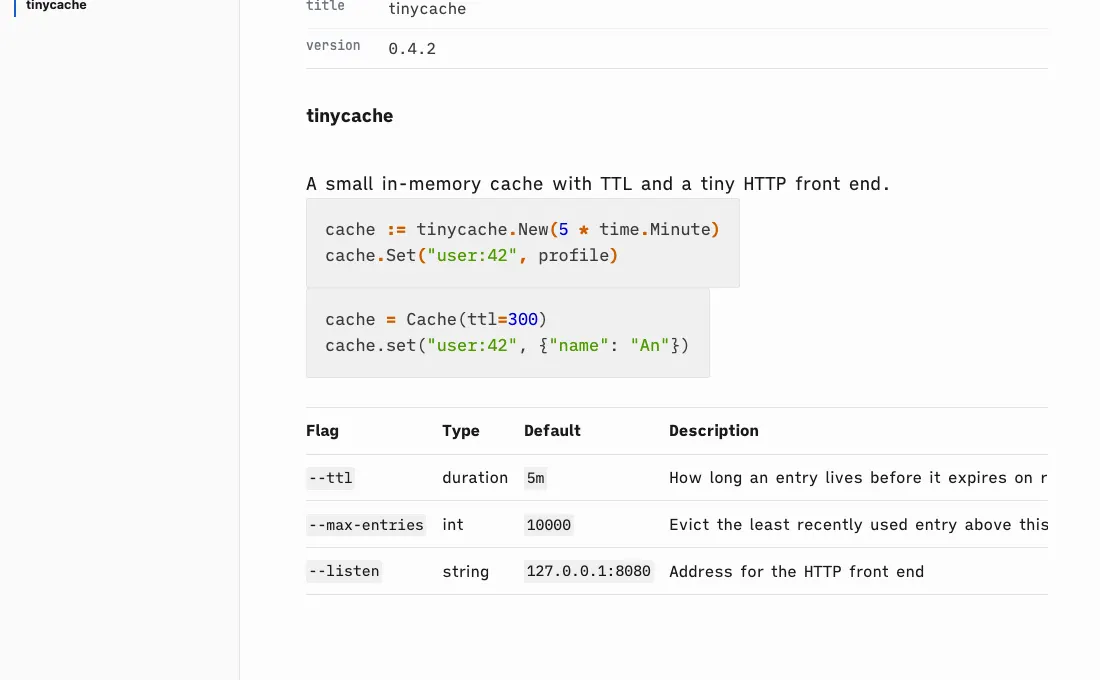 tinycache
title tinycache
version 0.4.2
tinycache
A small in-memory cache with TTL and a tiny HTTP front end.
cache := tinycache.New(5 * time.Minute)
cache.Set("user:42", profile)
cache = Cache(ttl=300)
cache.set("user:42", {"name": "An"})
Flag Type Default Description
--ttl duration 5m How long an entry lives before it expires on
--max-entries int 10000 Evict the least recently used entry above this
--listen string 127.0.0.1:8080 Address for the HTTP front end